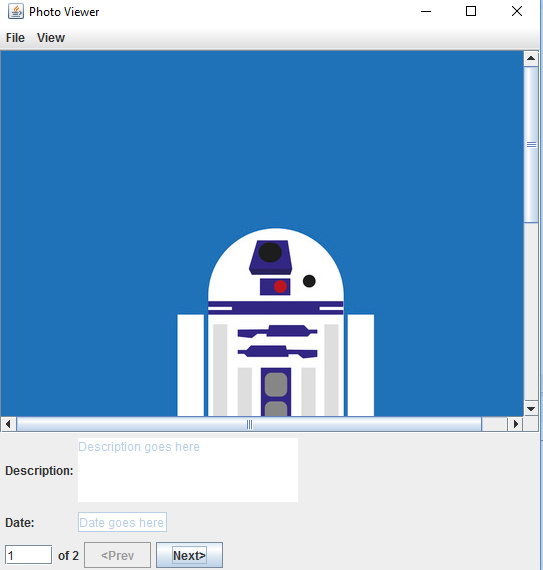 Photo Viewer
File View
Description goes here
Description:
Date: Date goes here
1 of 2 <Prev Next>